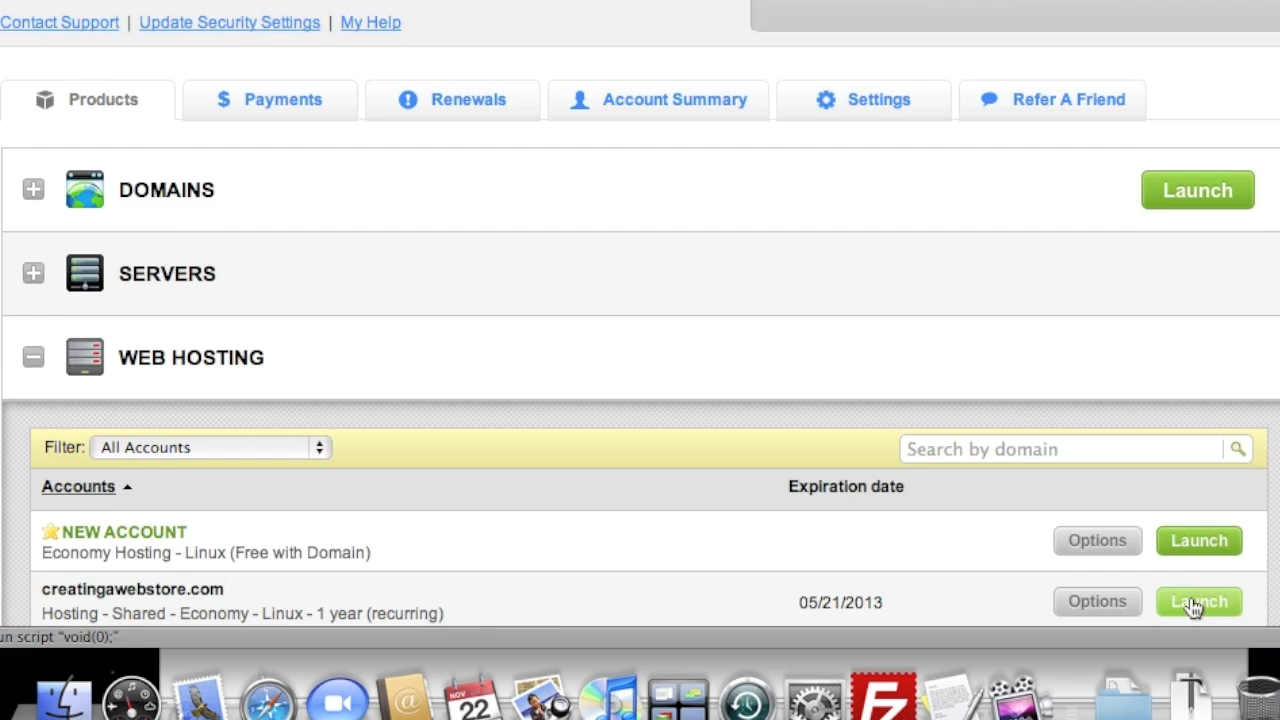 Contact Support | Update Security Settings | My Help
Products
$ Payments
Renewals
Account Summary
Settings
Refer A Friend
DOMAINS
Launch
SERVERS
WEB HOSTING
Filter: All Accounts
Search by domain
Accounts
Expiration date
NEW ACCOUNT
Economy Hosting - Linux (Free with Domain)
Options
Launch
creatingawebstore.com
Hosting - Shared - Economy - Linux - 1 year (recurring)
05/21/2013
Options
Launch
un script "void(0);"
NOV
22